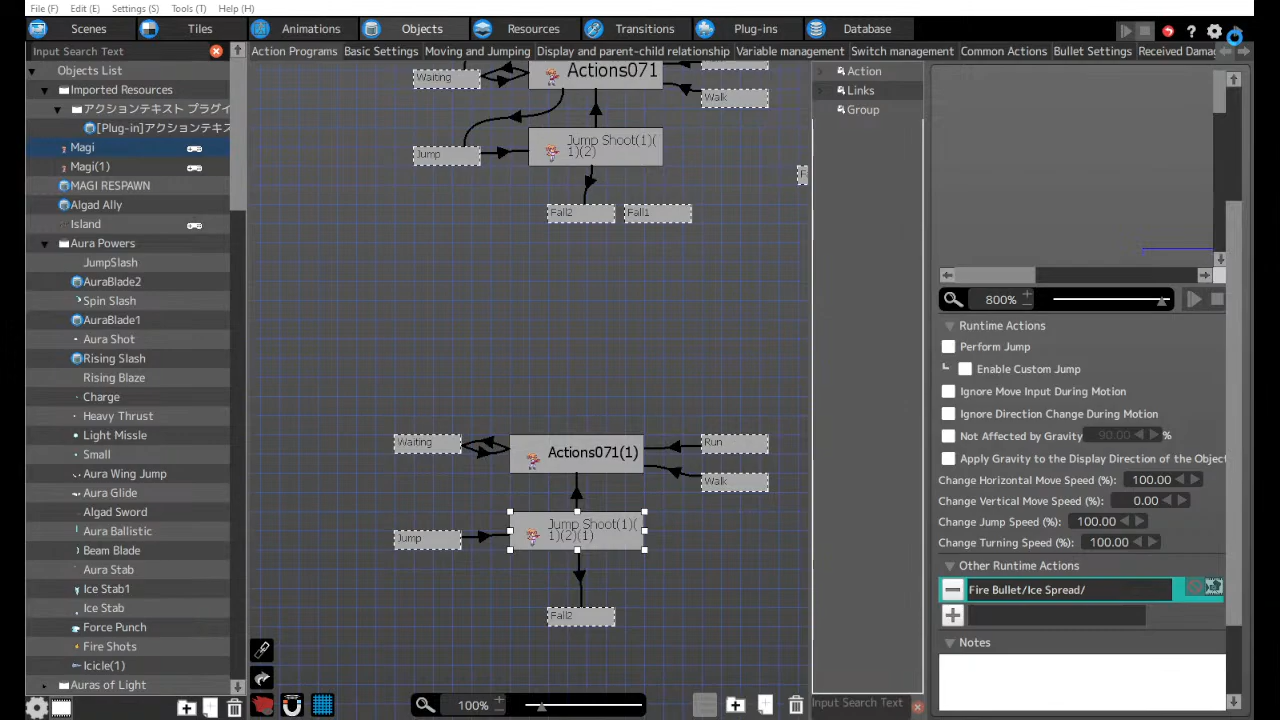 File (F) Edit (E) Settings (S) Tools (T) Help (H)
Scenes Tiles Animations Objects Resources Transitions Plug-ins Database
Input Search Text
Action Programs Basic Settings Moving and Jumping Display and parent-child relationship Variable management Switch management Common Actions Bullet Settings Received Dama
Objects List
Imported Resources
アクションテキスト プラグイ
[Plug-in]アクションテキス
Magi
Magi(1)
MAGI RESPAWN
Algad Ally
Island
Aura Powers
JumpSlash
AuraBlade2
Spin Slash
AuraBlade1
Aura Shot
Rising Slash
Rising Blaze
Charge
Heavy Thrust
Light Missle
Small
Aura Wing Jump
Aura Glide
Algad Sword
Aura Ballistic
Beam Blade
Aura Stab
Ice Stab1
Ice Stab
Force Punch
Fire Shots
Icicle(1)
Auras of Light
Waiting
Actions071
Walk
Jump
Jump Shoot(1)(
1)(2)
F
Fall2
Fall1
Waiting
Actions071(1)
Run
Walk
Jump
Jump Shoot(1)(
1)(2)(1)
Fall2
100%
Action
Links
Group
Input Search Text
800%
Runtime Actions
Perform Jump
Enable Custom Jump
Ignore Move Input During Motion
Ignore Direction Change During Motion
Not Affected by Gravity 90.00 %
Apply Gravity to the Display Direction of the Object
Change Horizontal Move Speed (%): 100.00
Change Vertical Move Speed (%): 0.00
Change Jump Speed (%): 100.00
Change Turning Speed (%): 100.00
Other Runtime Actions
Fire Bullet/Ice Spread/
Notes